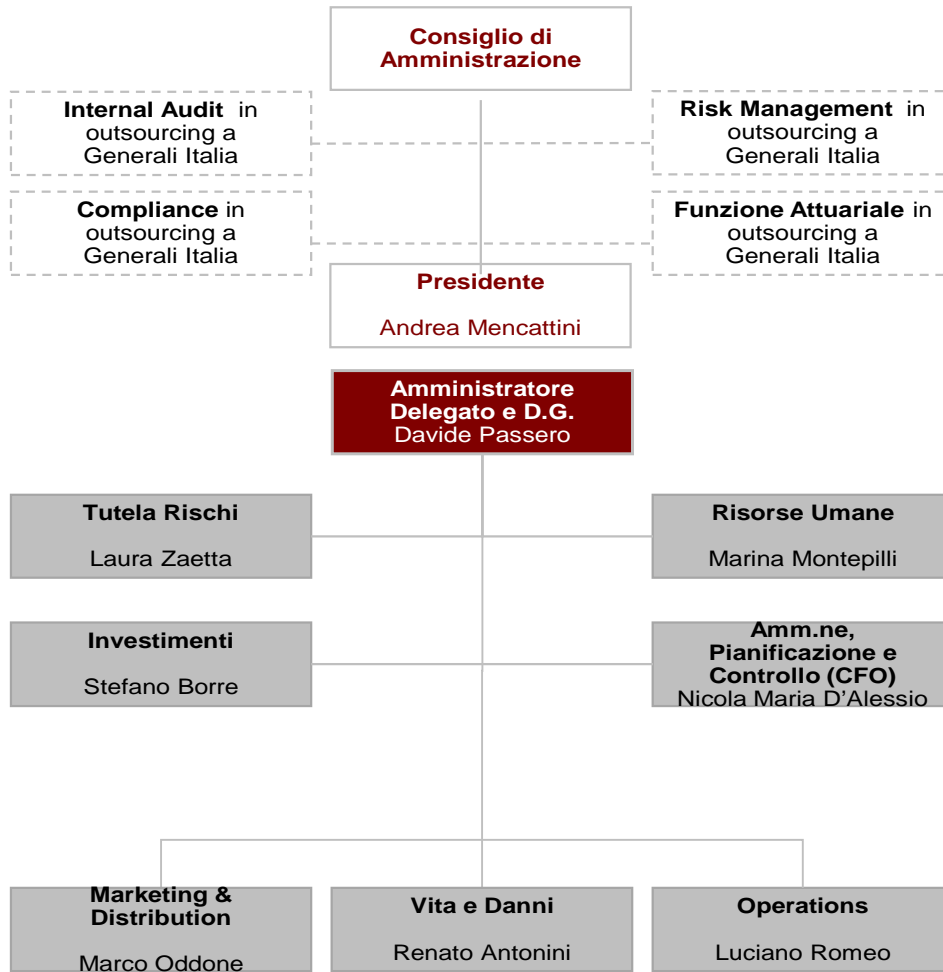 Consiglio di
Amministrazione
Internal Audit in
outsourcing a
Generali Italia
Risk Management in
outsourcing a
Generali Italia
Compliance in
outsourcing a
Generali Italia
Funzione Attuariale in
outsourcing a
Generali Italia
Presidente
Andrea Mencattini
Amministratore
Delegato e D.G.
Davide Passero
Tutela Rischi
Laura Zaetta
Risorse Umane
Marina Montepilli
Investimenti
Stefano Borre
Amm.ne,
Pianificazione e
Controllo (CFO)
Nicola Maria D’Alessio
Marketing &
Distribution
Marco Oddone
Vita e Danni
Renato Antonini
Operations
Luciano Romeo